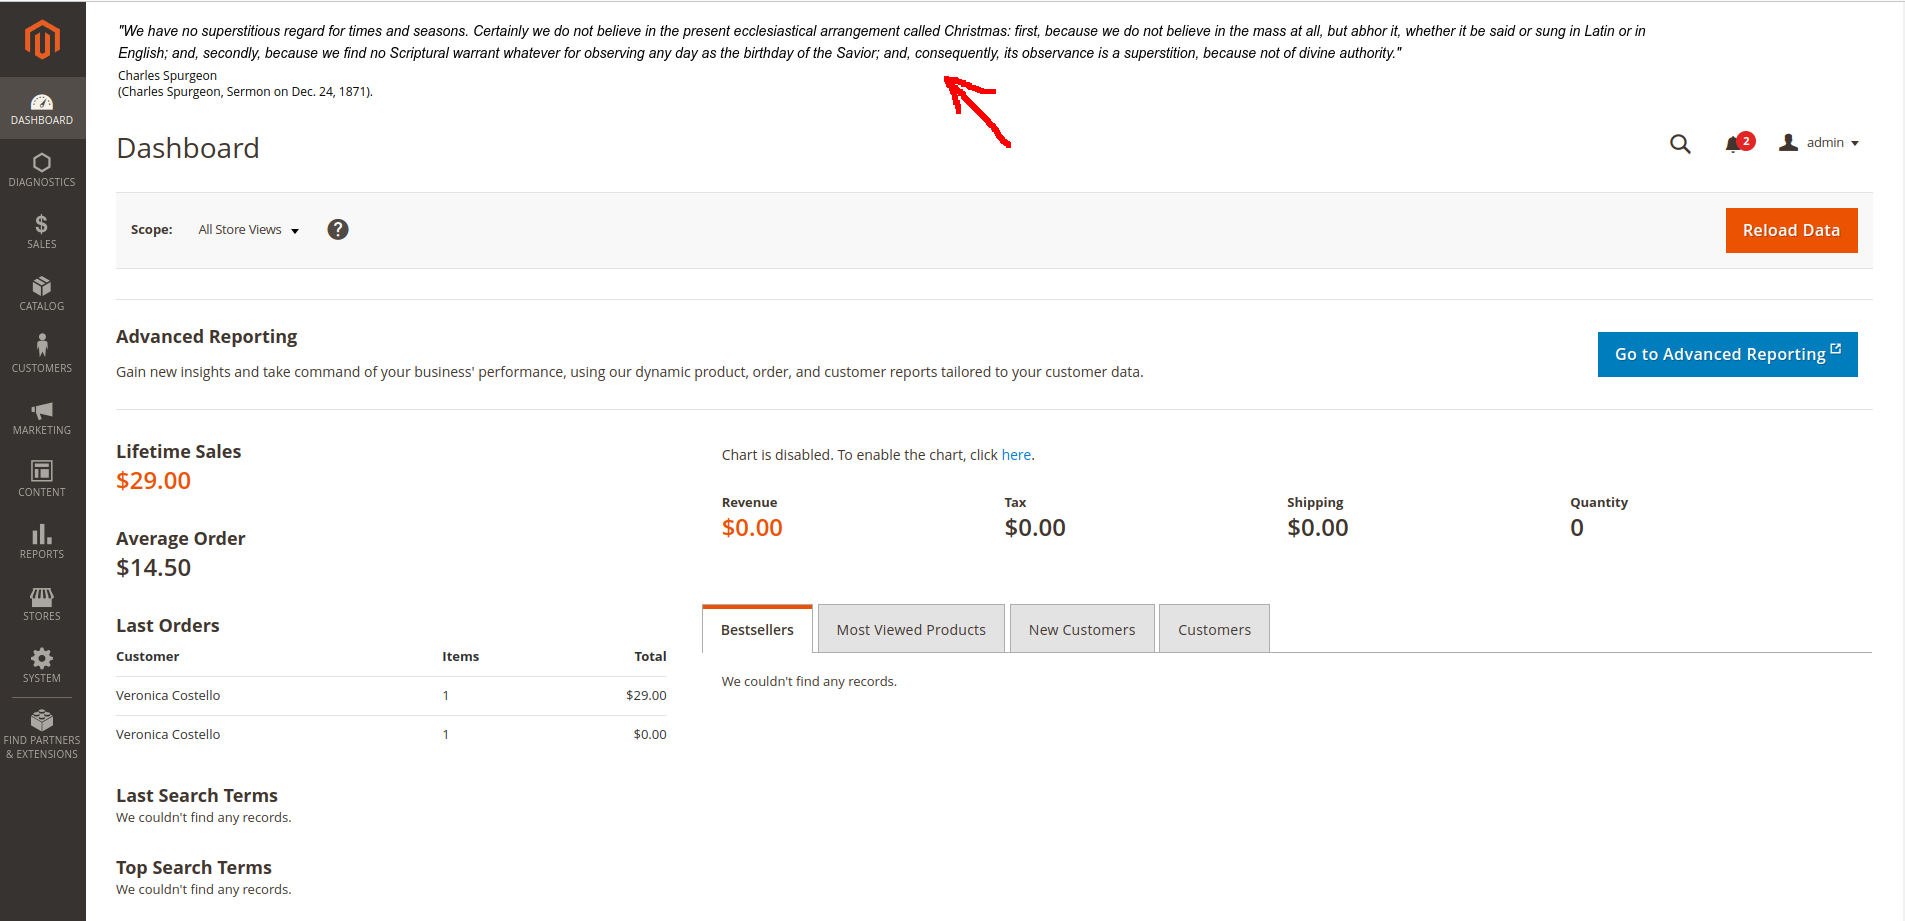 "We have no superstitious regard for times and seasons. Certainly we do not believe in the present ecclesiastical arrangement called Christmas: first, because we do not believe in the mass at all, but abhor it, whether it be said or sung in Latin or in
English; and, secondly, because we find no Scriptural warrant whatever for observing any day as the birthday of the Savior; and, consequently, its observance is a superstition, because not of divine authority."
Charles Spurgeon
(Charles Spurgeon, Sermon on Dec. 24, 1871).
DASHBOARD
DIAGNOSTICS
SALES
CATALOG
CUSTOMERS
MARKETING
CONTENT
REPORTS
STORES
SYSTEM
FIND PARTNERS
& EXTENSIONS
Dashboard
2
admin
Scope: All Store Views ?
Reload Data
Advanced Reporting
Gain new insights and take command of your business' performance, using our dynamic product, order, and customer reports tailored to your customer data.
Go to Advanced Reporting
Lifetime Sales
$29.00
Average Order
$14.50
Last Orders
Customer Items Total
Veronica Costello 1 $29.00
Veronica Costello 1 $0.00
Last Search Terms
We couldn't find any records.
Top Search Terms
We couldn't find any records.
Chart is disabled. To enable the chart, click here.
Revenue Tax Shipping Quantity
$0.00 $0.00 $0.00 0
Bestsellers Most Viewed Products New Customers Customers
We couldn't find any records.